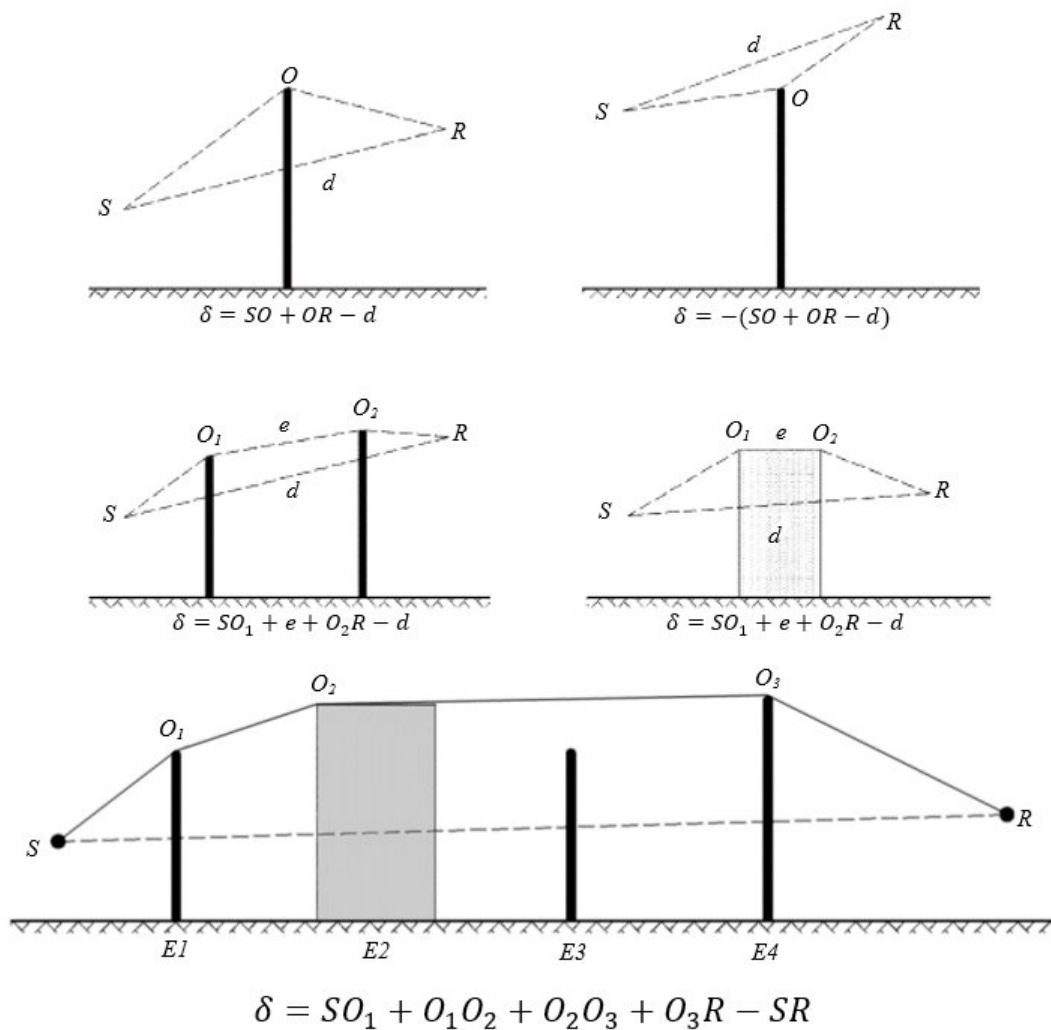 O
R
d
S
δ = SO + OR − d
R
d
O
S
δ = −(SO + OR − d)
O₂
e
O₁
R
d
S
δ = SO₁ + e + O₂R − d
O₁ e O₂
R
S
d
δ = SO₁ + e + O₂R − d
O₃
O₂
O₁
R
S
E1 E2 E3 E4
δ = SO₁ + O₁O₂ + O₂O₃ + O₃R − SR